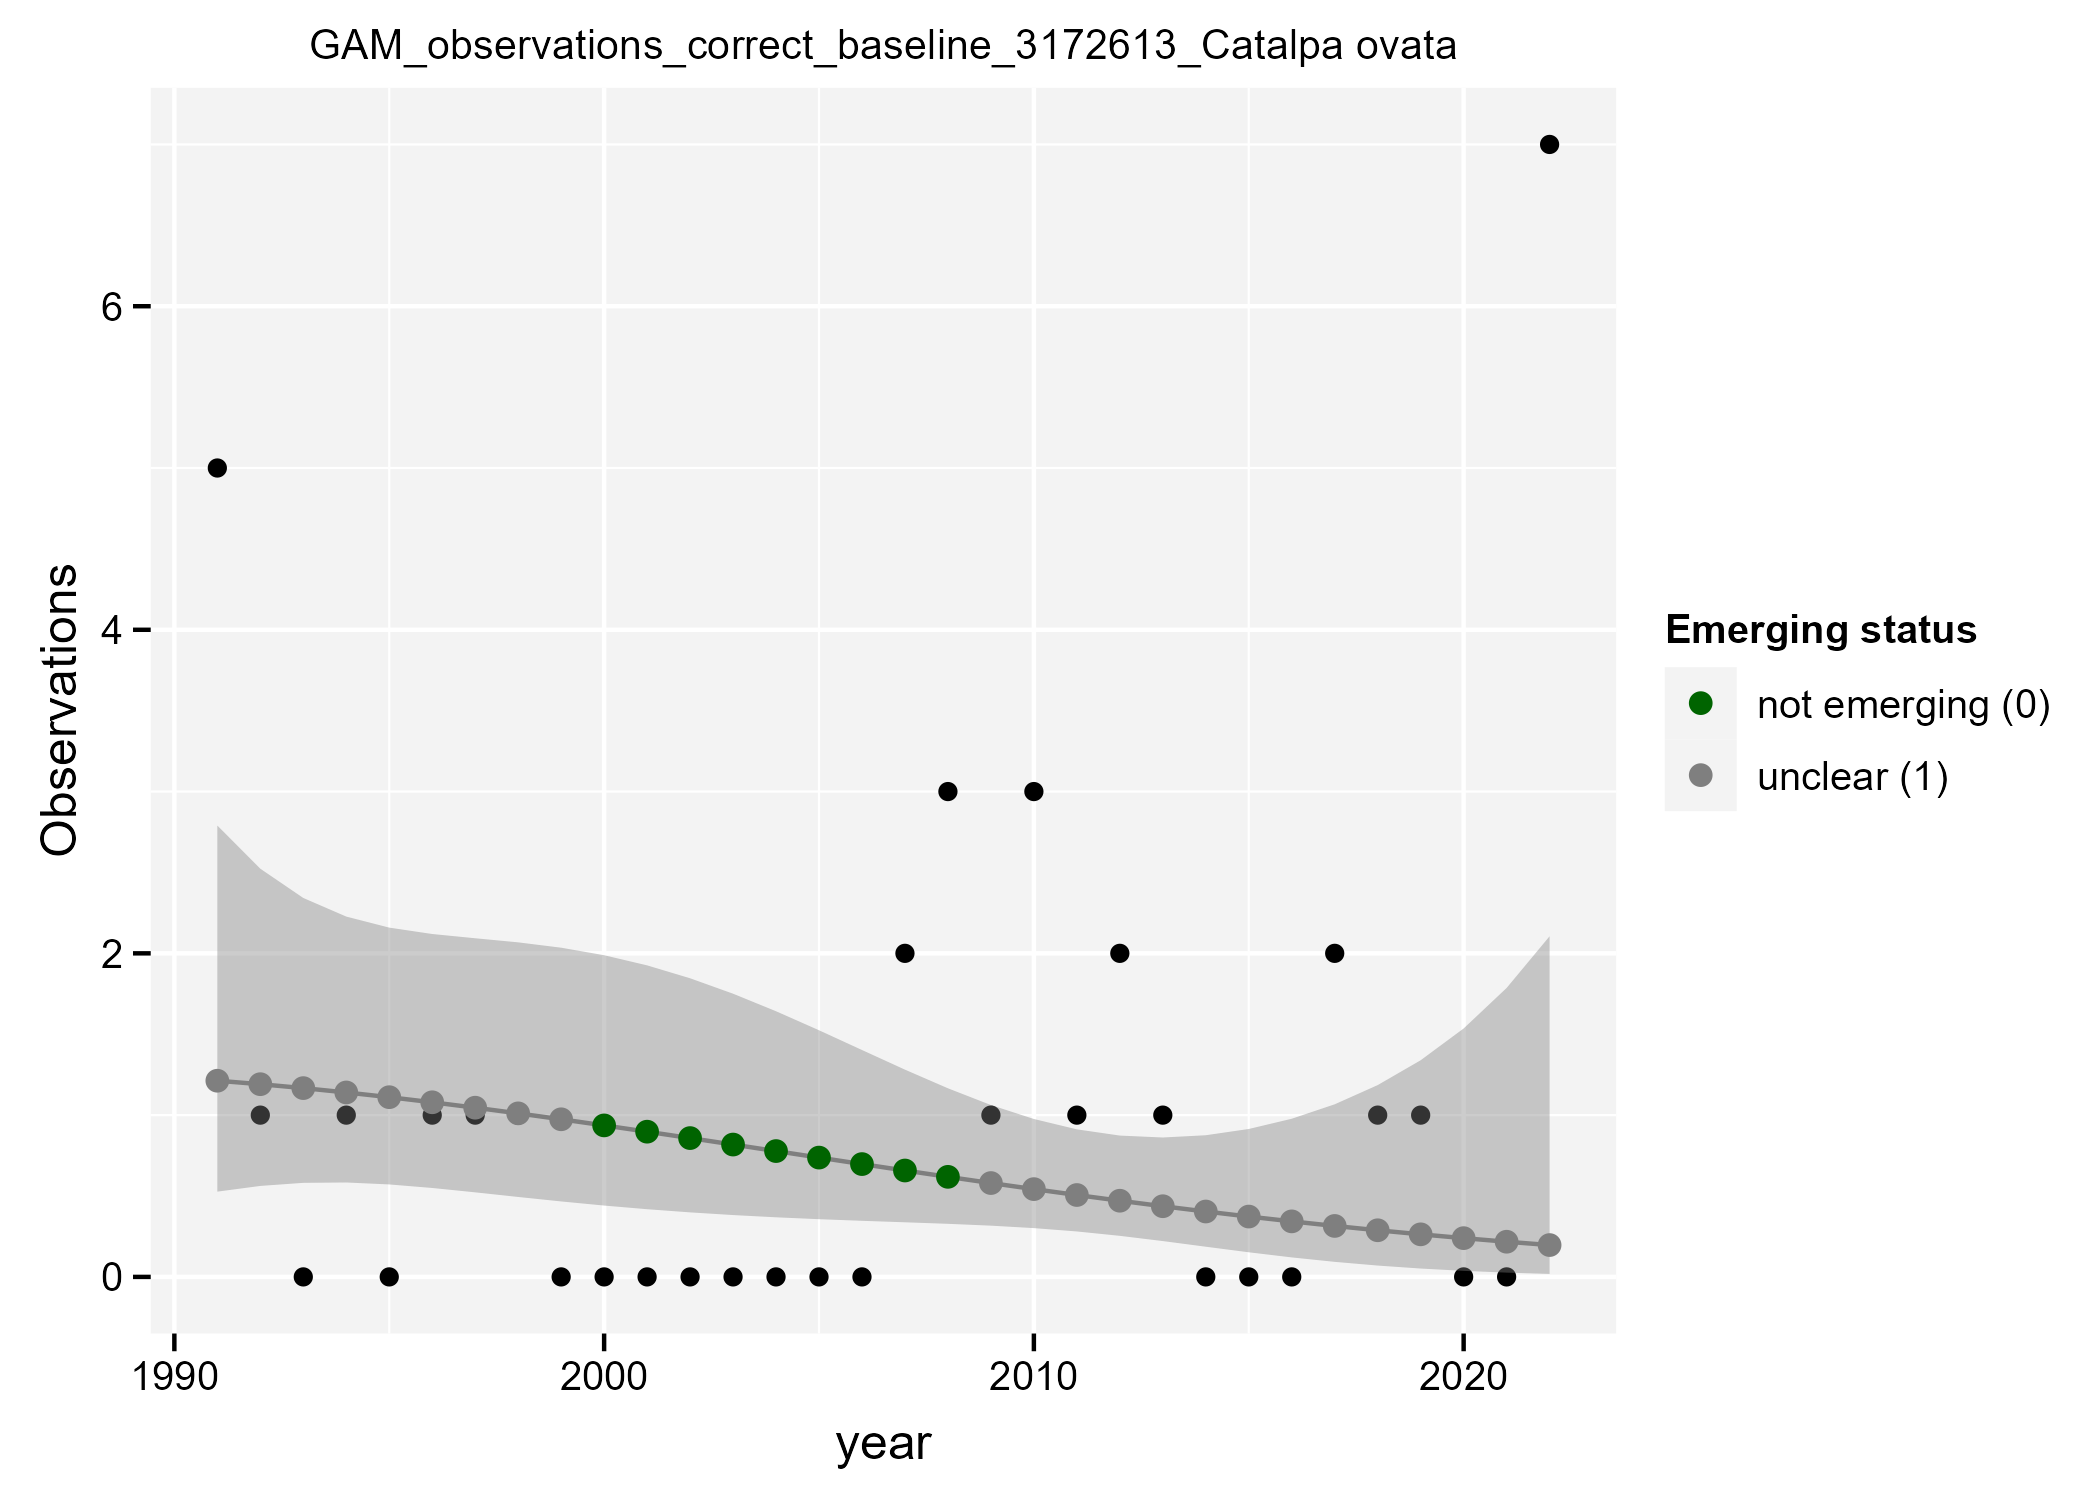 GAM_observations_correct_baseline_3172613_Catalpa ovata
6
4
2
0
Observations
1990
2000
2010
2020
year
Emerging status
not emerging (0)
unclear (1)